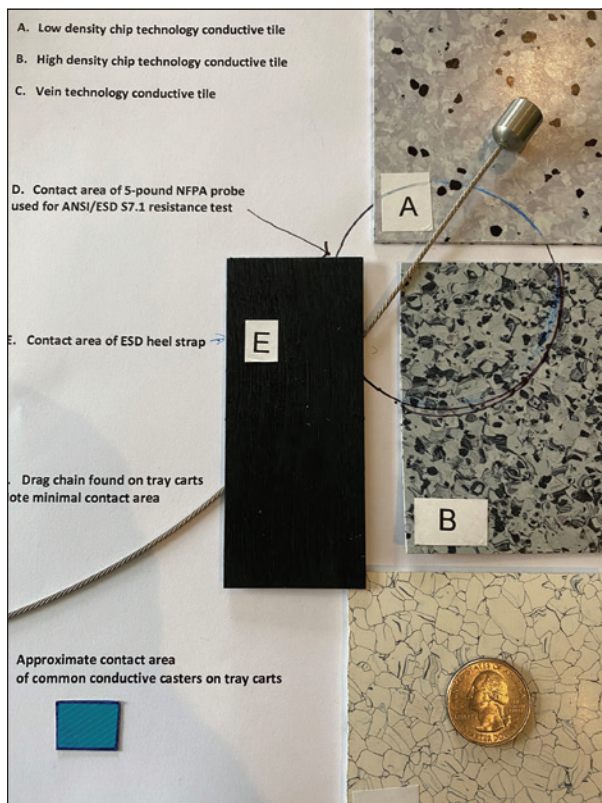 A. Low density chip technology conductive tile
B. High density chip technology conductive tile
C. Vein technology conductive tile
D. Contact area of 5-pound NFPA probe
used for ANSI/ESD S7.1 resistance test
A
E. Contact area of ESD heel strap
E
. Drag chain found on tray carts
ote minimal contact area
B
Approximate contact area
of common conductive casters on tray carts